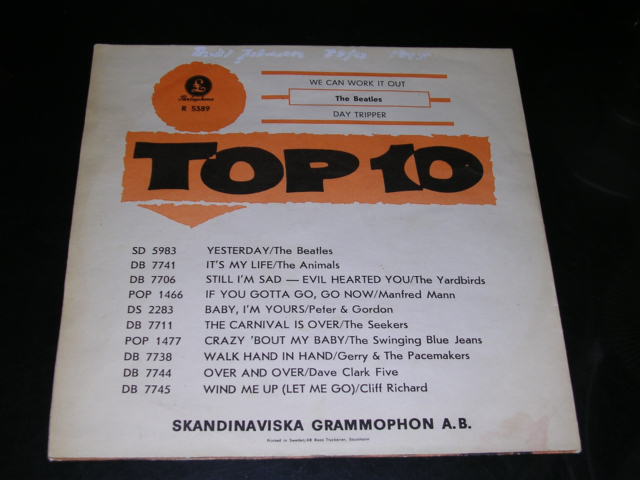 Parlophone
R 5389
WE CAN WORK IT OUT
The Beatles
DAY TRIPPER
TOP 10
SD 5983 YESTERDAY/The Beatles
DB 7741 IT'S MY LIFE/The Animals
DB 7706 STILL I'M SAD — EVIL HEARTED YOU/The Yardbirds
POP 1466 IF YOU GOTTA GO, GO NOW/Manfred Mann
DS 2283 BABY, I'M YOURS/Peter & Gordon
DB 7711 THE CARNIVAL IS OVER/The Seekers
POP 1477 CRAZY 'BOUT MY BABY/The Swinging Blue Jeans
DB 7738 WALK HAND IN HAND/Gerry & The Pacemakers
DB 7744 OVER AND OVER/Dave Clark Five
DB 7745 WIND ME UP (LET ME GO)/Cliff Richard
SKANDINAVISKA GRAMMOPHON A.B.
Printed in Sweden/AB Stockholm